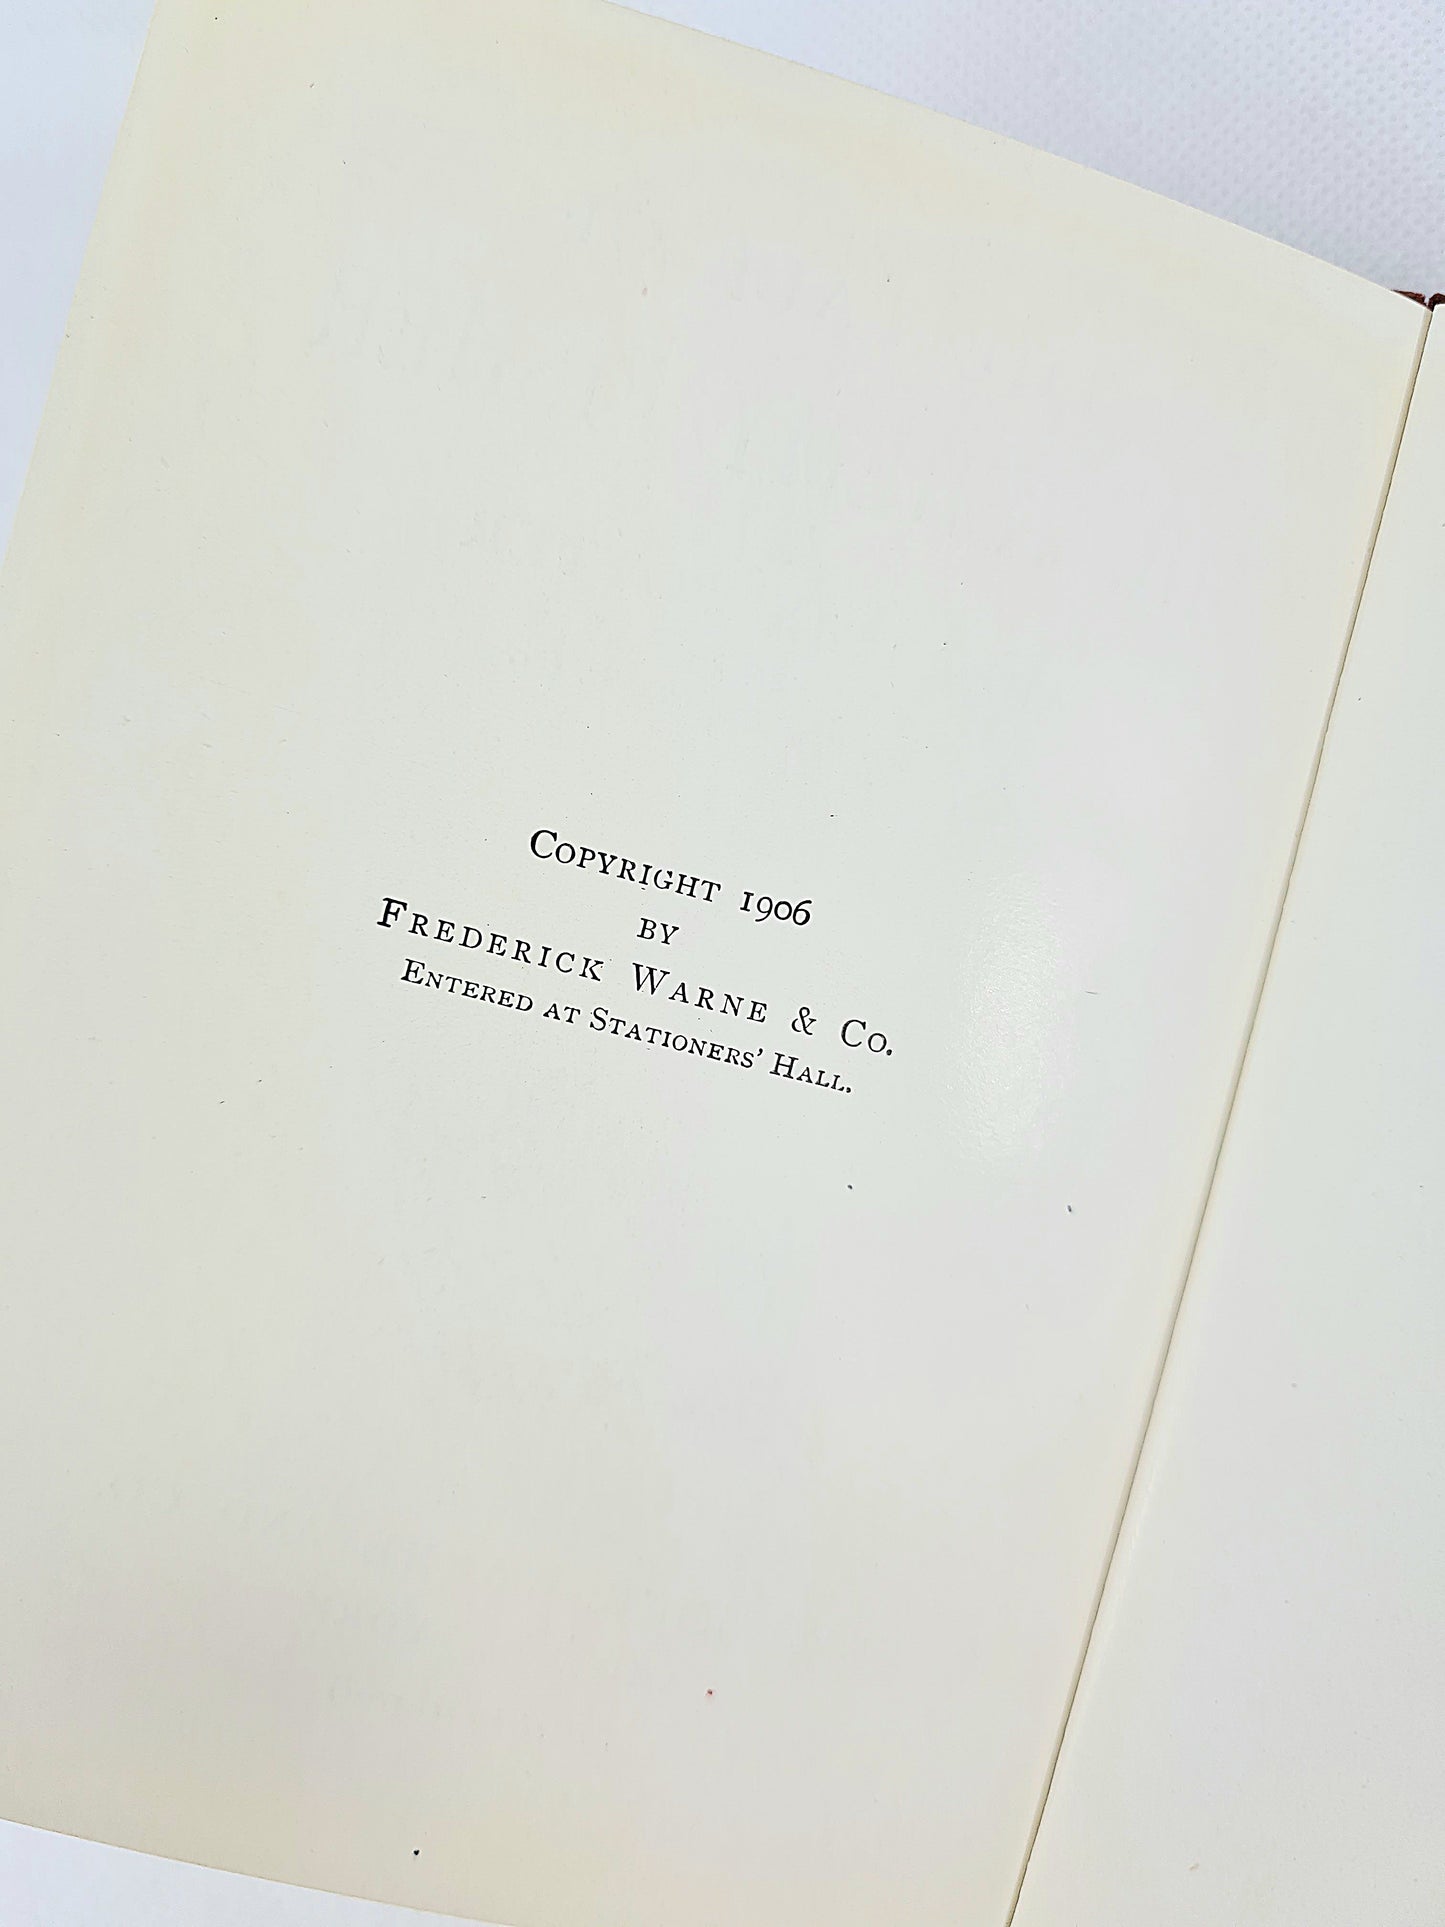 Copyright 1906
by
Frederick Warne & Co.
Entered at Stationers' Hall.